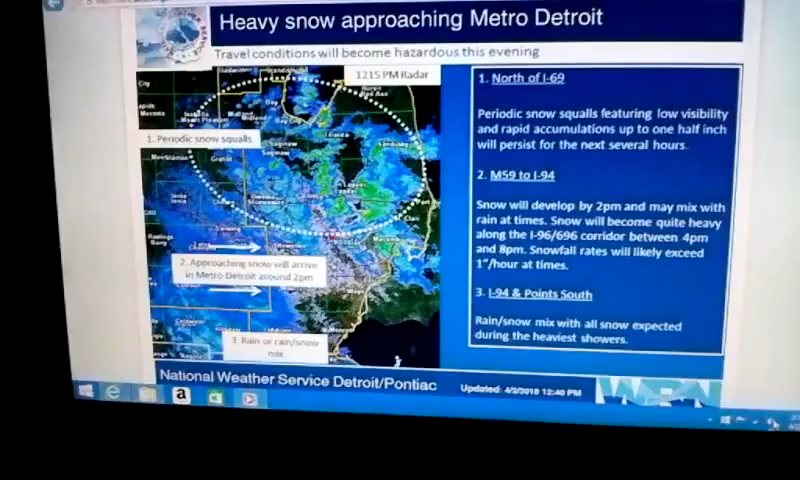 Heavy snow approaching Metro Detroit
Travel conditions will become hazardous this evening
1215 PM Radar
1. Periodic snow squalls
2. Approaching snow will arrive
in Metro Detroit around 2pm
3. Rain or rain/snow
mix
1. North of I-69
Periodic snow squalls featuring low visibility
and rapid accumulations up to one half inch
will persist for the next several hours.
2. M59 to I-94
Snow will develop by 2pm and may mix with
rain at times. Snow will become quite heavy
along the I-96/696 corridor between 4pm
and 8pm. Snowfall rates will likely exceed
1"/hour at times.
3. I-94 & Points South
Rain/snow mix with all snow expected
during the heaviest showers.
National Weather Service Detroit/Pontiac
Updated: 4/2/2016 12:40 PM